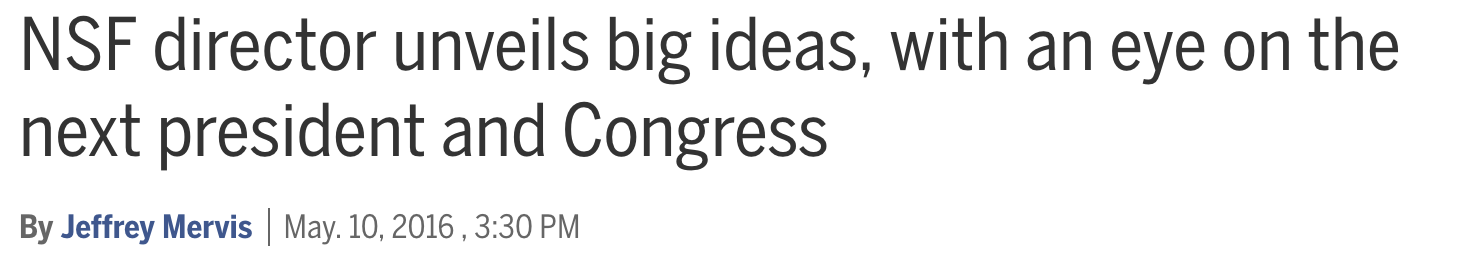 NSF director unveils big ideas, with an eye on the
next president and Congress
By Jeffrey Mervis | May. 10, 2016 , 3:30 PM